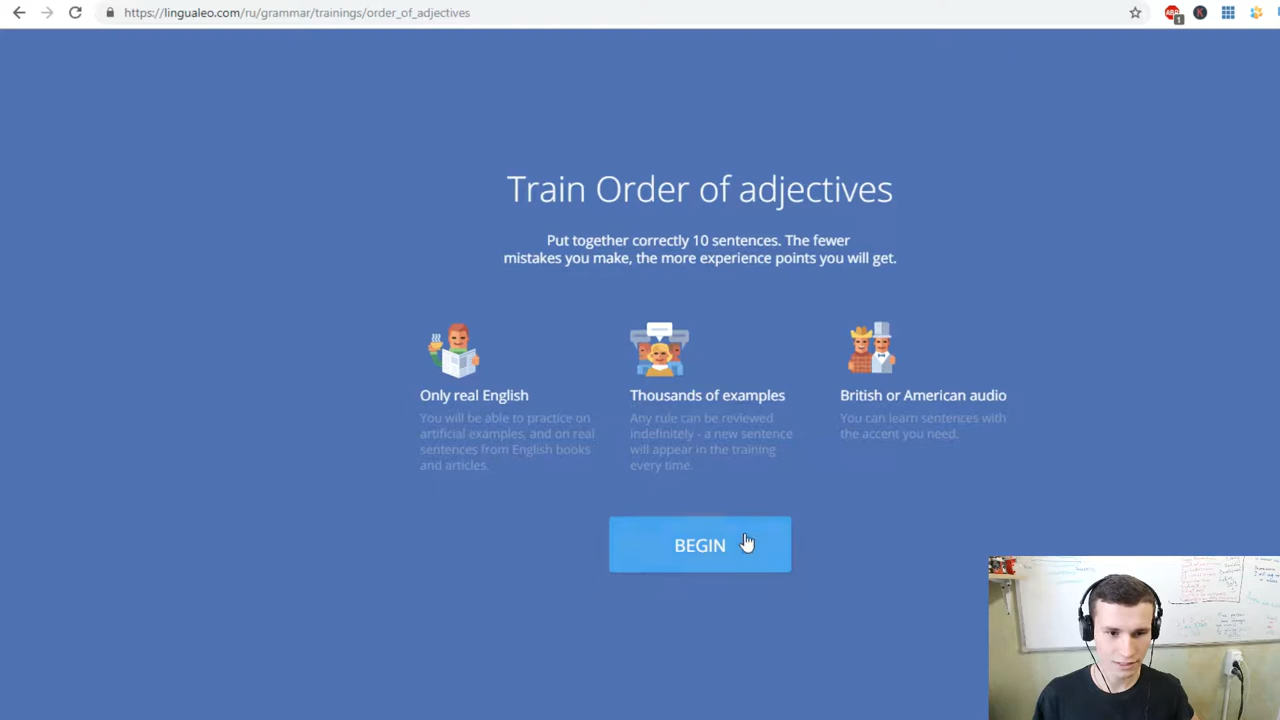 https://lingualeo.com/ru/grammar/trainings/order_of_adjectives
ABP
1
K
Train Order of adjectives
Put together correctly 10 sentences. The fewer
mistakes you make, the more experience points you will get.
Only real English
You will be able to practice on
artificial examples, and on real
sentences from English books
and articles.
Thousands of examples
Any rule can be reviewed
indefinitely - a new sentence
will appear in the training
every time.
British or American audio
You can learn sentences with
the accent you need.
BEGIN